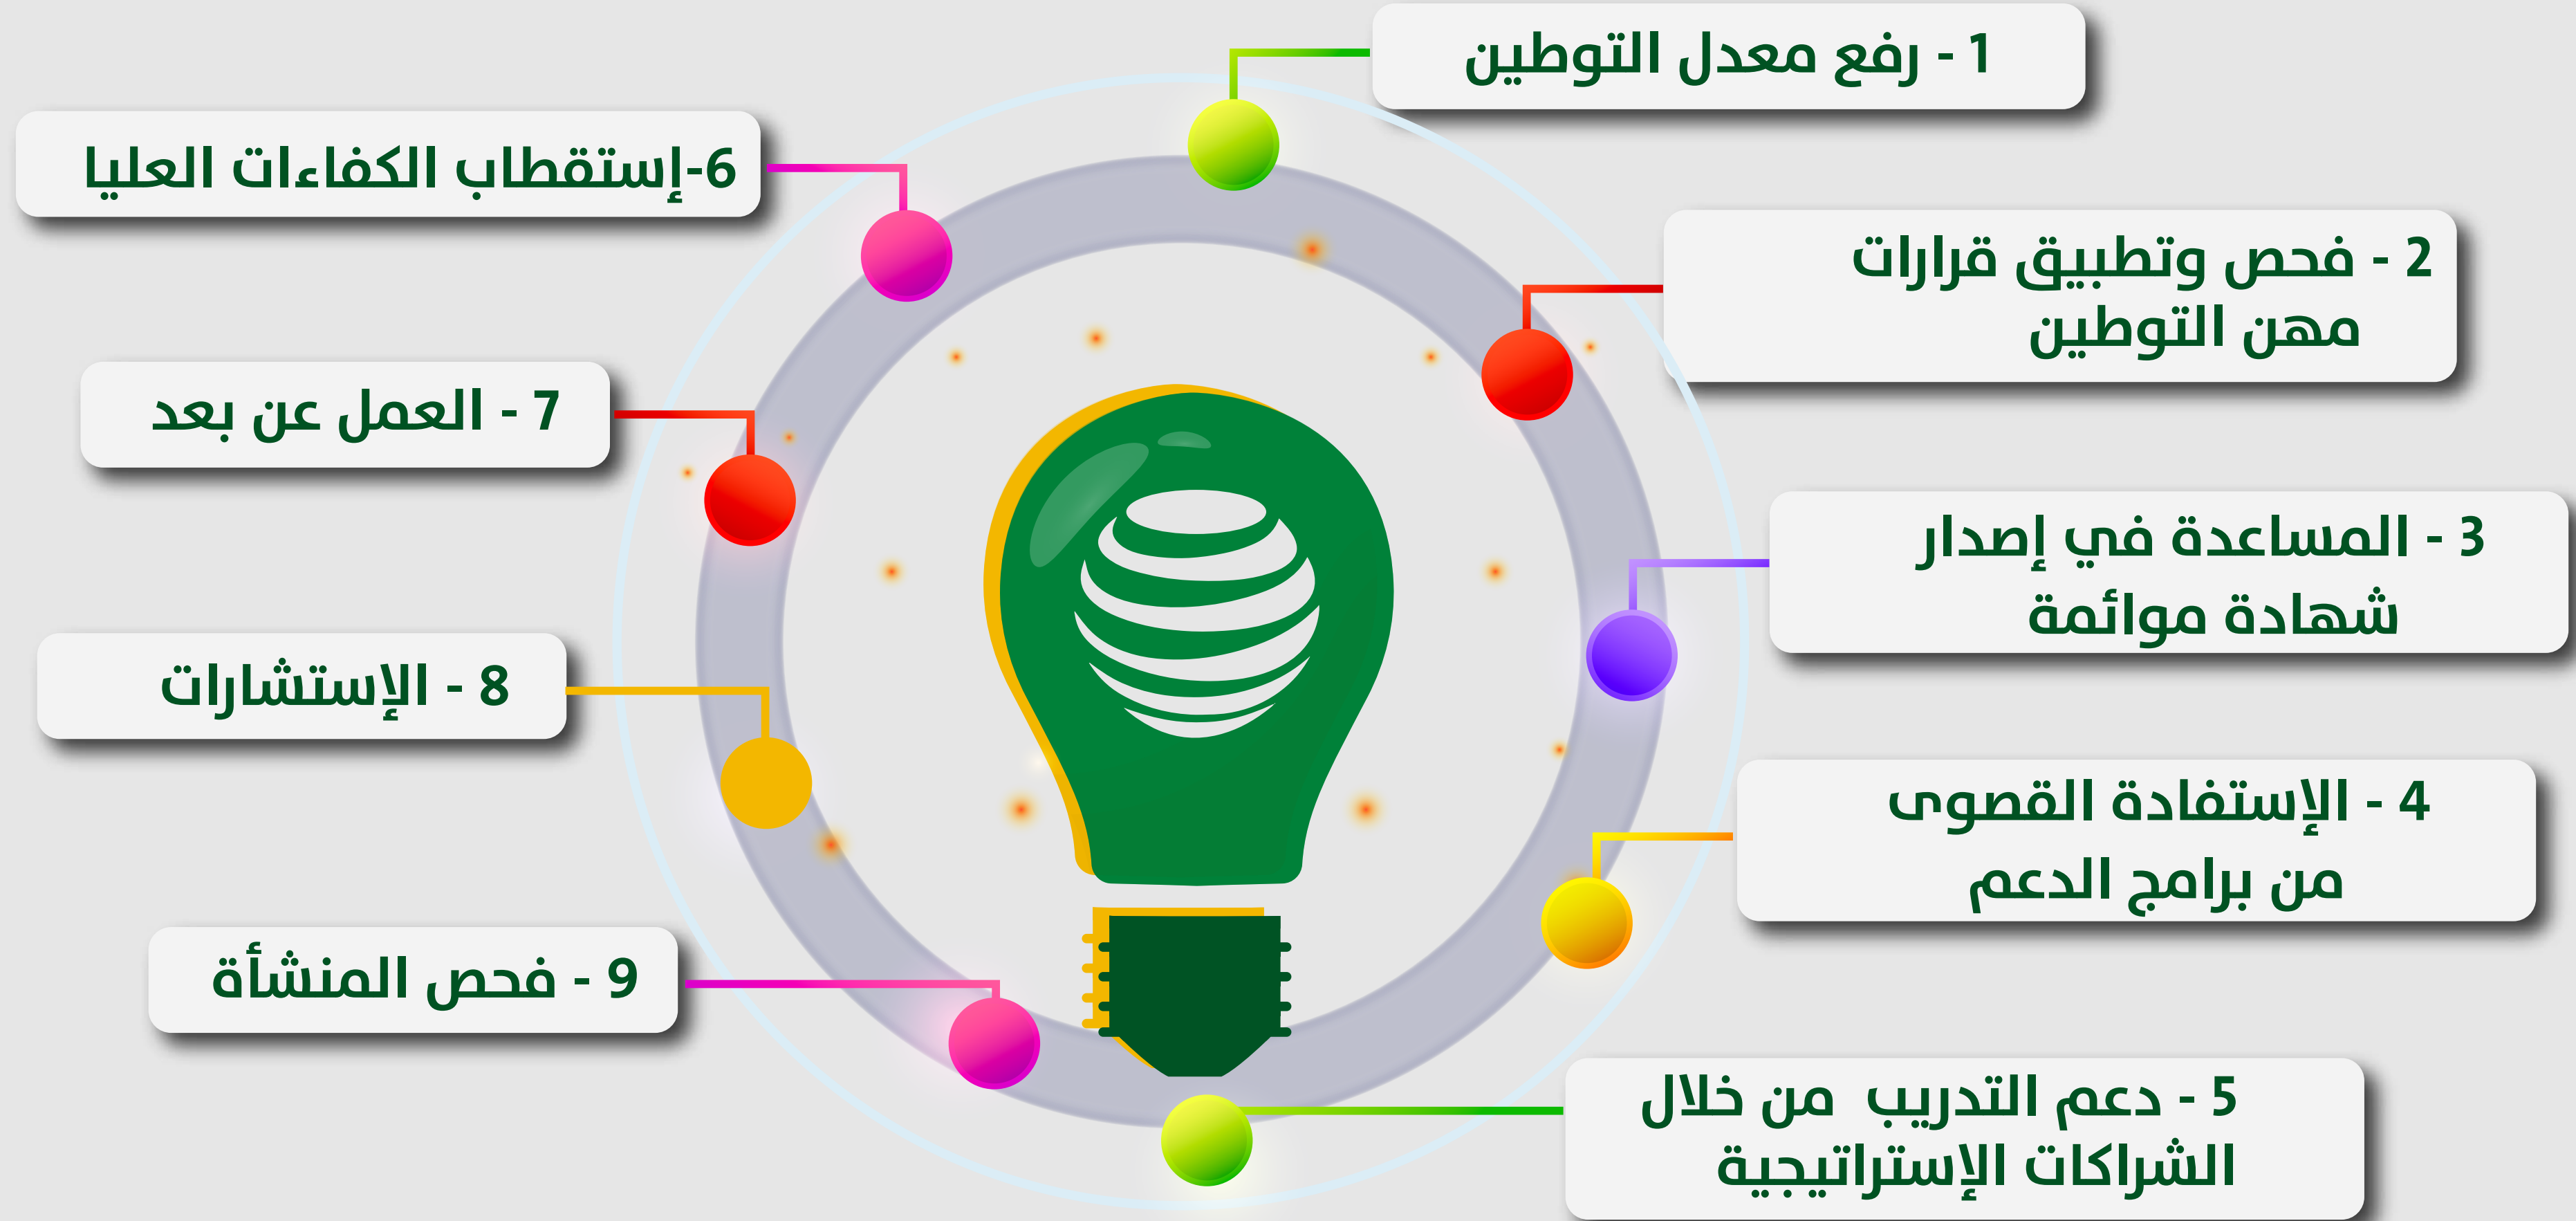 1 - رفع معدل التوطين
2 - فحص وتطبيق قرارات
مهن التوطين
3 - المساعدة في إصدار
شهادة موائمة
4 - الإستفادة القصوى
من برامج الدعم
5 - دعم التدريب من خلال
الشراكات الإستراتيجية
6-إستقطاب الكفاءات العليا
7 - العمل عن بعد
8 - الإستشارات
9 - فحص المنشأة